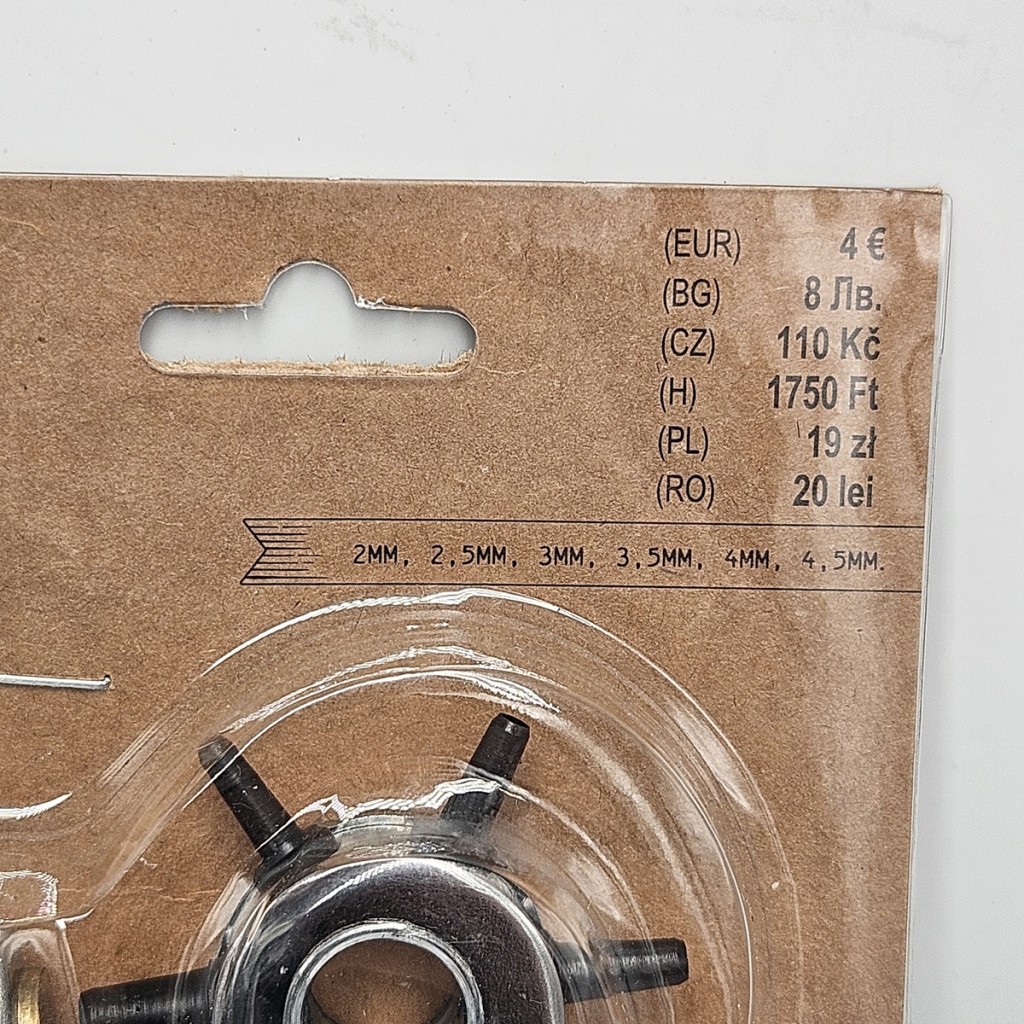 (EUR) 4 €
(BG) 8 Лв.
(CZ) 110 Kč
(H) 1750 Ft
(PL) 19 zł
(RO) 20 lei
2MM, 2,5MM, 3MM, 3,5MM, 4MM, 4,5MM.